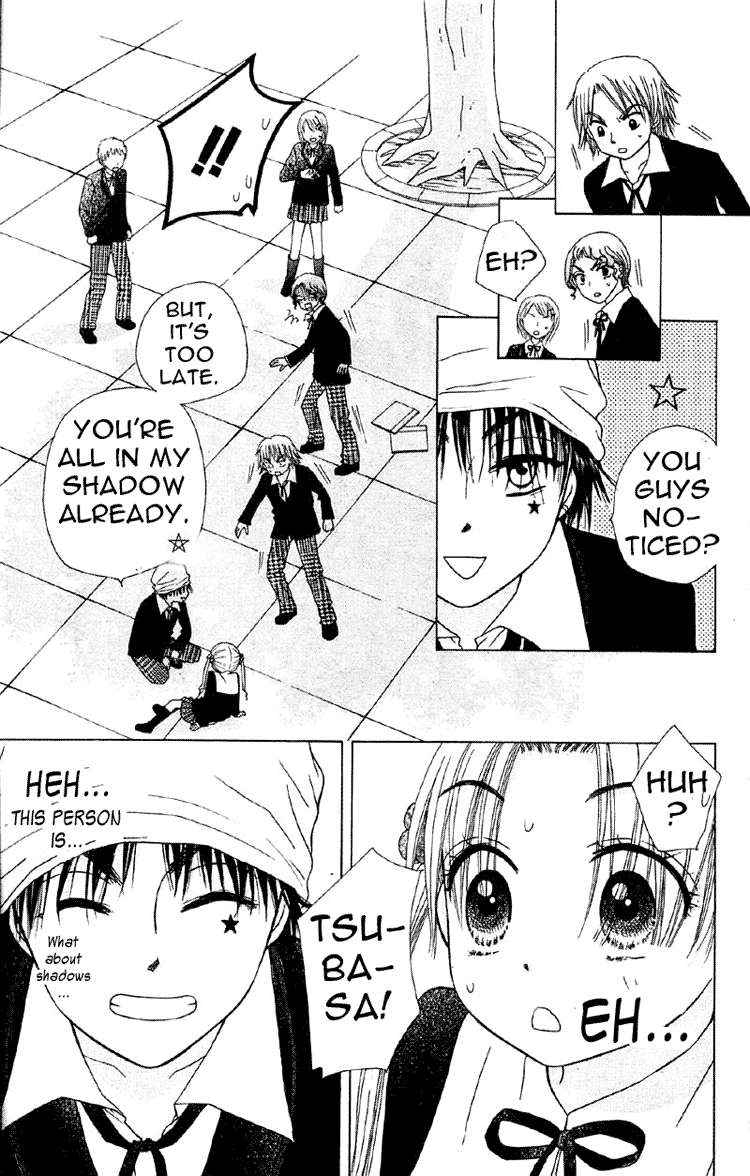 EH?
YOU
GUYS
NO-
TICED?
!!
BUT,
IT'S
TOO
LATE.
YOU'RE
ALL IN MY
SHADOW
ALREADY.
HUH
?
EH...
TSU-
BA-
SA!
HEH...
THIS PERSON
IS...
What
about
shadows
...